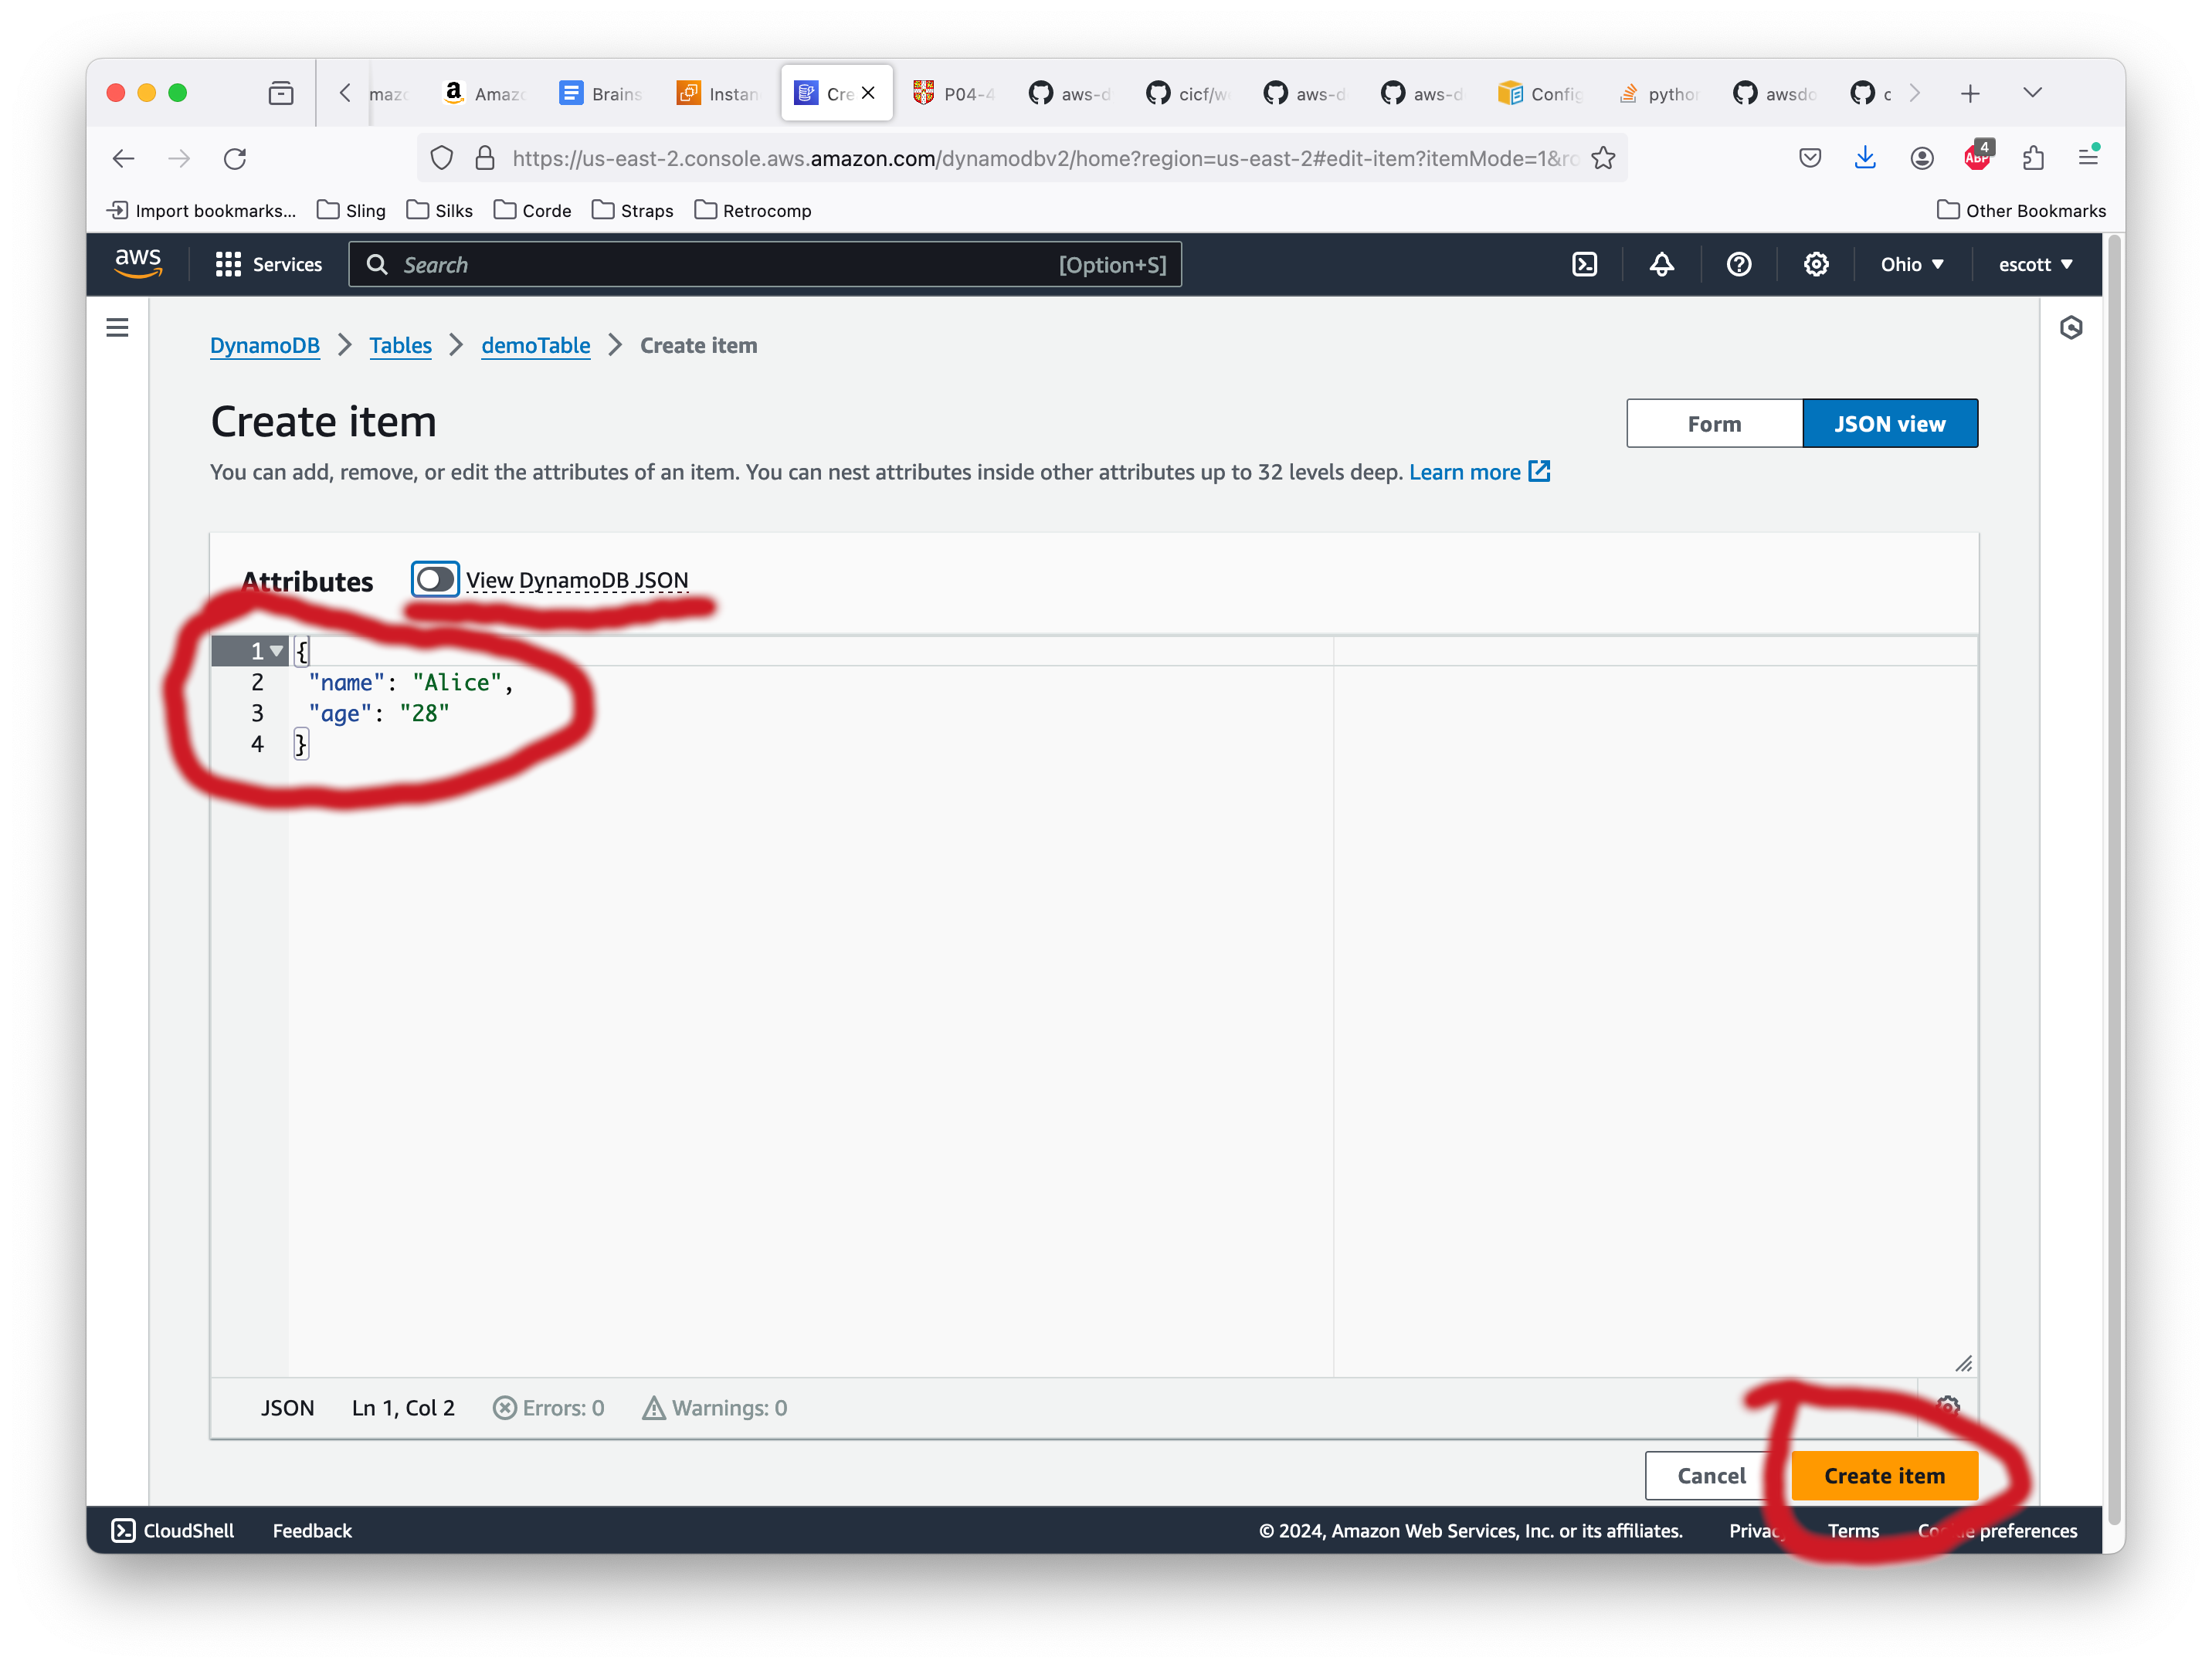 Amaz
Brains
Instan
Cre
P04-4
aws-d
cicf/w
aws-d
aws-d
Config
python
awsdo
c
https://us-east-2.console.aws.amazon.com/dynamodbv2/home?region=us-east-2#edit-item?itemMode=1&ro
ABP
4
Import bookmarks...
Sling
Silks
Corde
Straps
Retrocomp
Other Bookmarks
aws
Services
Search
[Option+S]
Ohio
escott
DynamoDB
Tables
demoTable
Create item
Create item
Form
JSON view
You can add, remove, or edit the attributes of an item. You can nest attributes inside other attributes up to 32 levels deep. Learn more
Attributes
View DynamoDB JSON
1 {
2 "name": "Alice",
3 "age": "28"
4 }
JSON
Ln 1, Col 2
Errors: 0
Warnings: 0
Cancel
Create item
CloudShell
Feedback
© 2024, Amazon Web Services, Inc. or its affiliates.
Privacy
Terms
Cookie preferences